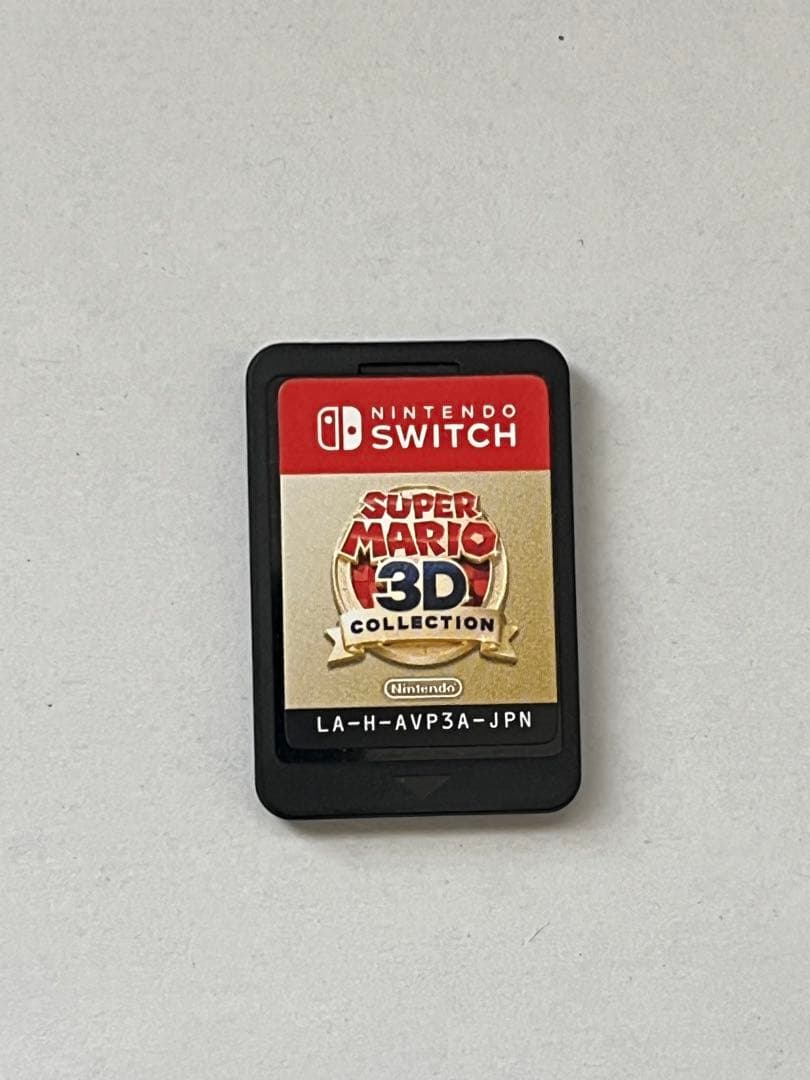 NINTENDO
SWITCH
SUPER
MARIO
3D
COLLECTION
Nintendo
LA-H-AVP3A-JPN